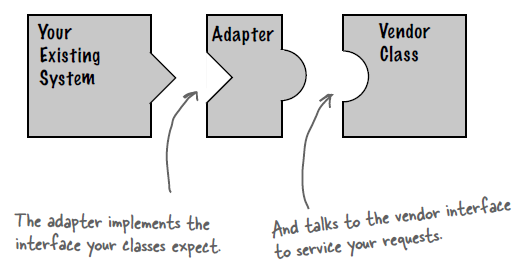 Your
Existing
System
Adapter
Vendor
Class
The adapter implements the
interface your classes expect.
And talks to the vendor interface
to service your requests.